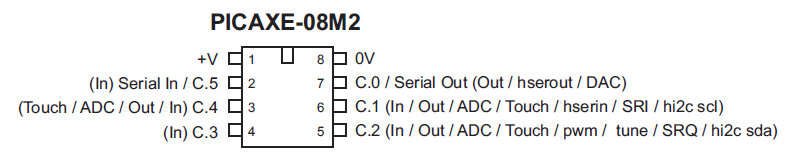 PICAXE-08M2
+V 1 8 0V
(In) Serial In / C.5 2 7 C.0 / Serial Out (Out / hserout / DAC)
(Touch / ADC / Out / In) C.4 3 6 C.1 (In / Out / ADC / Touch / hserin / SRI / hi2c scl)
(In) C.3 4 5 C.2 (In / Out / ADC / Touch / pwm / tune / SRQ / hi2c sda)